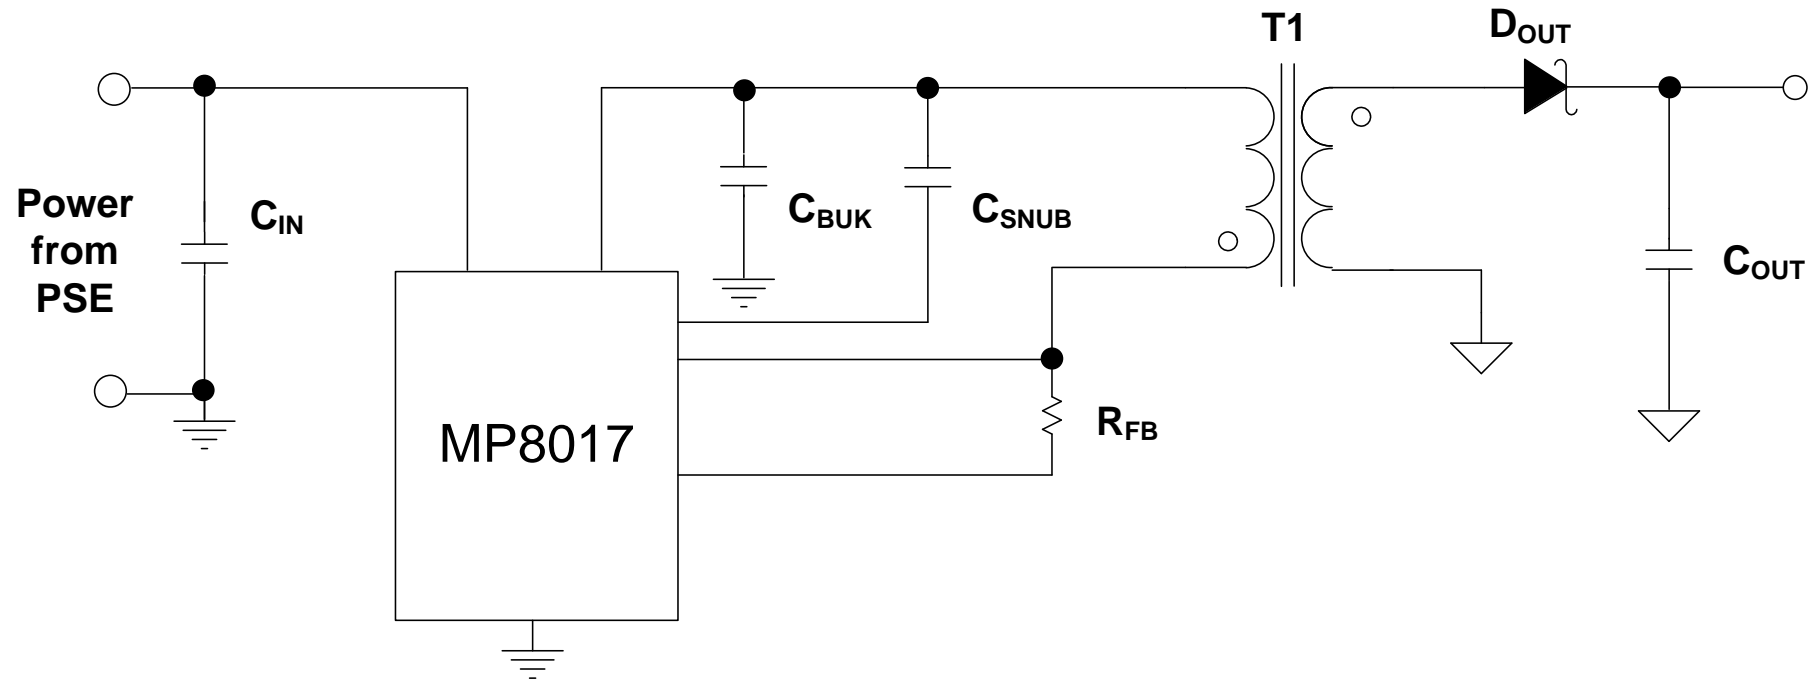 T1
DOUT
Power
from
PSE
CIN
CBUK
CSNUB
COUT
RFB
MP8017